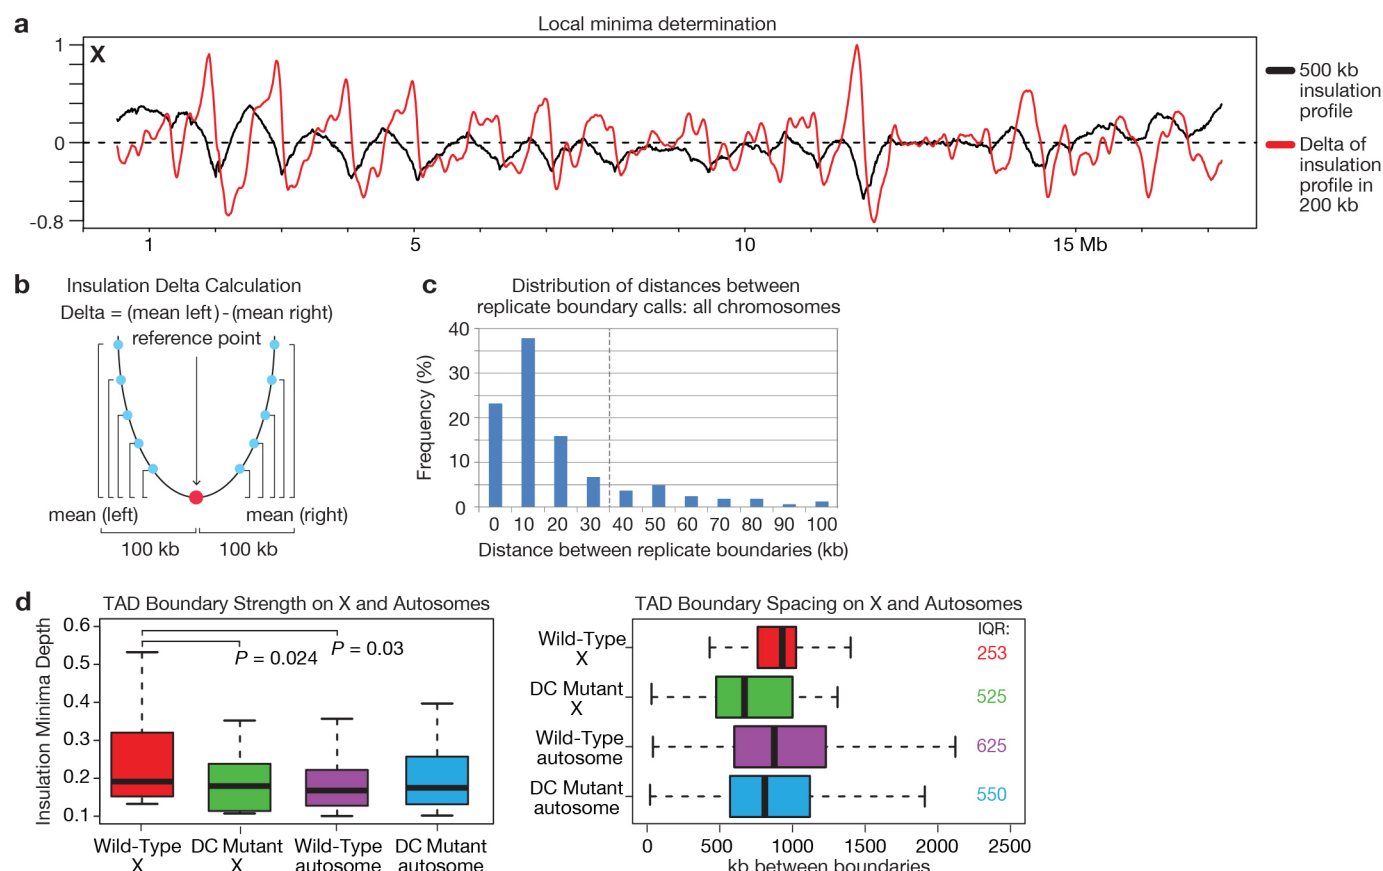 a
Local minima determination
X
1
0
-0.8
1
5
10
15 Mb
500 kb
insulation
profile
Delta of
insulation
profile in
200 kb
b
Insulation Delta Calculation
Delta = (mean left) - (mean right)
reference point
mean (left)
mean (right)
100 kb
100 kb
c
Distribution of distances between
replicate boundary calls: all chromosomes
Frequency (%)
40
30
20
10
0
0 10 20 30 40 50 60 70 80 90 100
Distance between replicate boundaries (kb)
d
TAD Boundary Strength on X and Autosomes
Insulation Minima Depth
0.6
0.5
0.4
0.3
0.2
0.1
P = 0.024
P = 0.03
Wild-Type
X
DC Mutant
X
Wild-Type
autosome
DC Mutant
autosome
TAD Boundary Spacing on X and Autosomes
IQR:
Wild-Type
X
253
DC Mutant
X
525
Wild-Type
autosome
625
DC Mutant
autosome
550
0 500 1000 1500 2000 2500
kb between boundaries